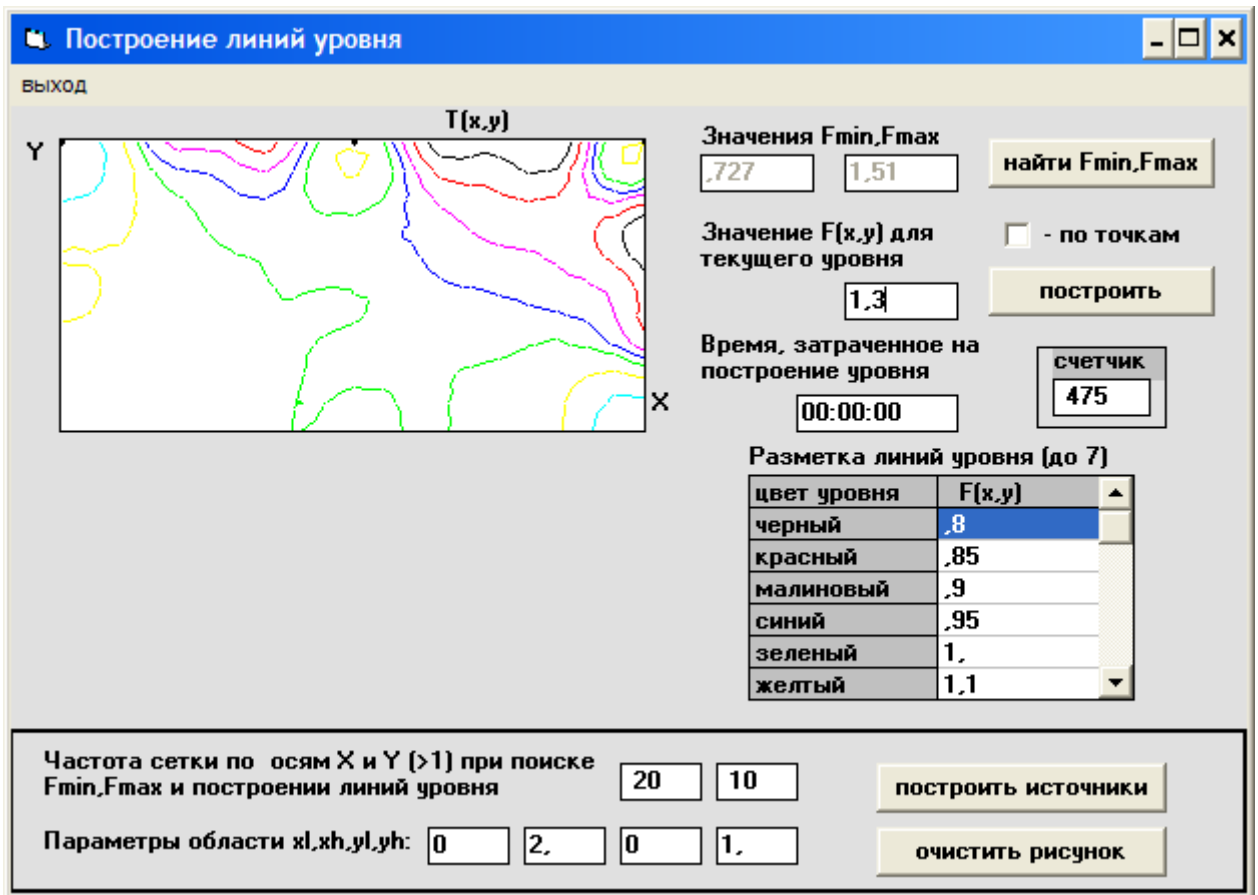 Построение линий уровня
выход
T(x,y)
Y
X
Значения Fmin,Fmax
,727 1,51
найти Fmin,Fmax
Значение F(x,y) для
текущего уровня
1,3
- по точкам
построить
Время, затраченное на
построение уровня
00:00:00
счетчик
475
Разметка линий уровня (до 7)
цвет уровня F(x,y)
черный ,8
красный ,85
малиновый ,9
синий ,95
зеленый 1,
желтый 1,1
Частота сетки по осям X и Y (>1) при поиске
Fmin,Fmax и построении линий уровня
20 10
построить источники
Параметры области xl,xh,yl,yh: 0 2, 0 1,
очистить рисунок